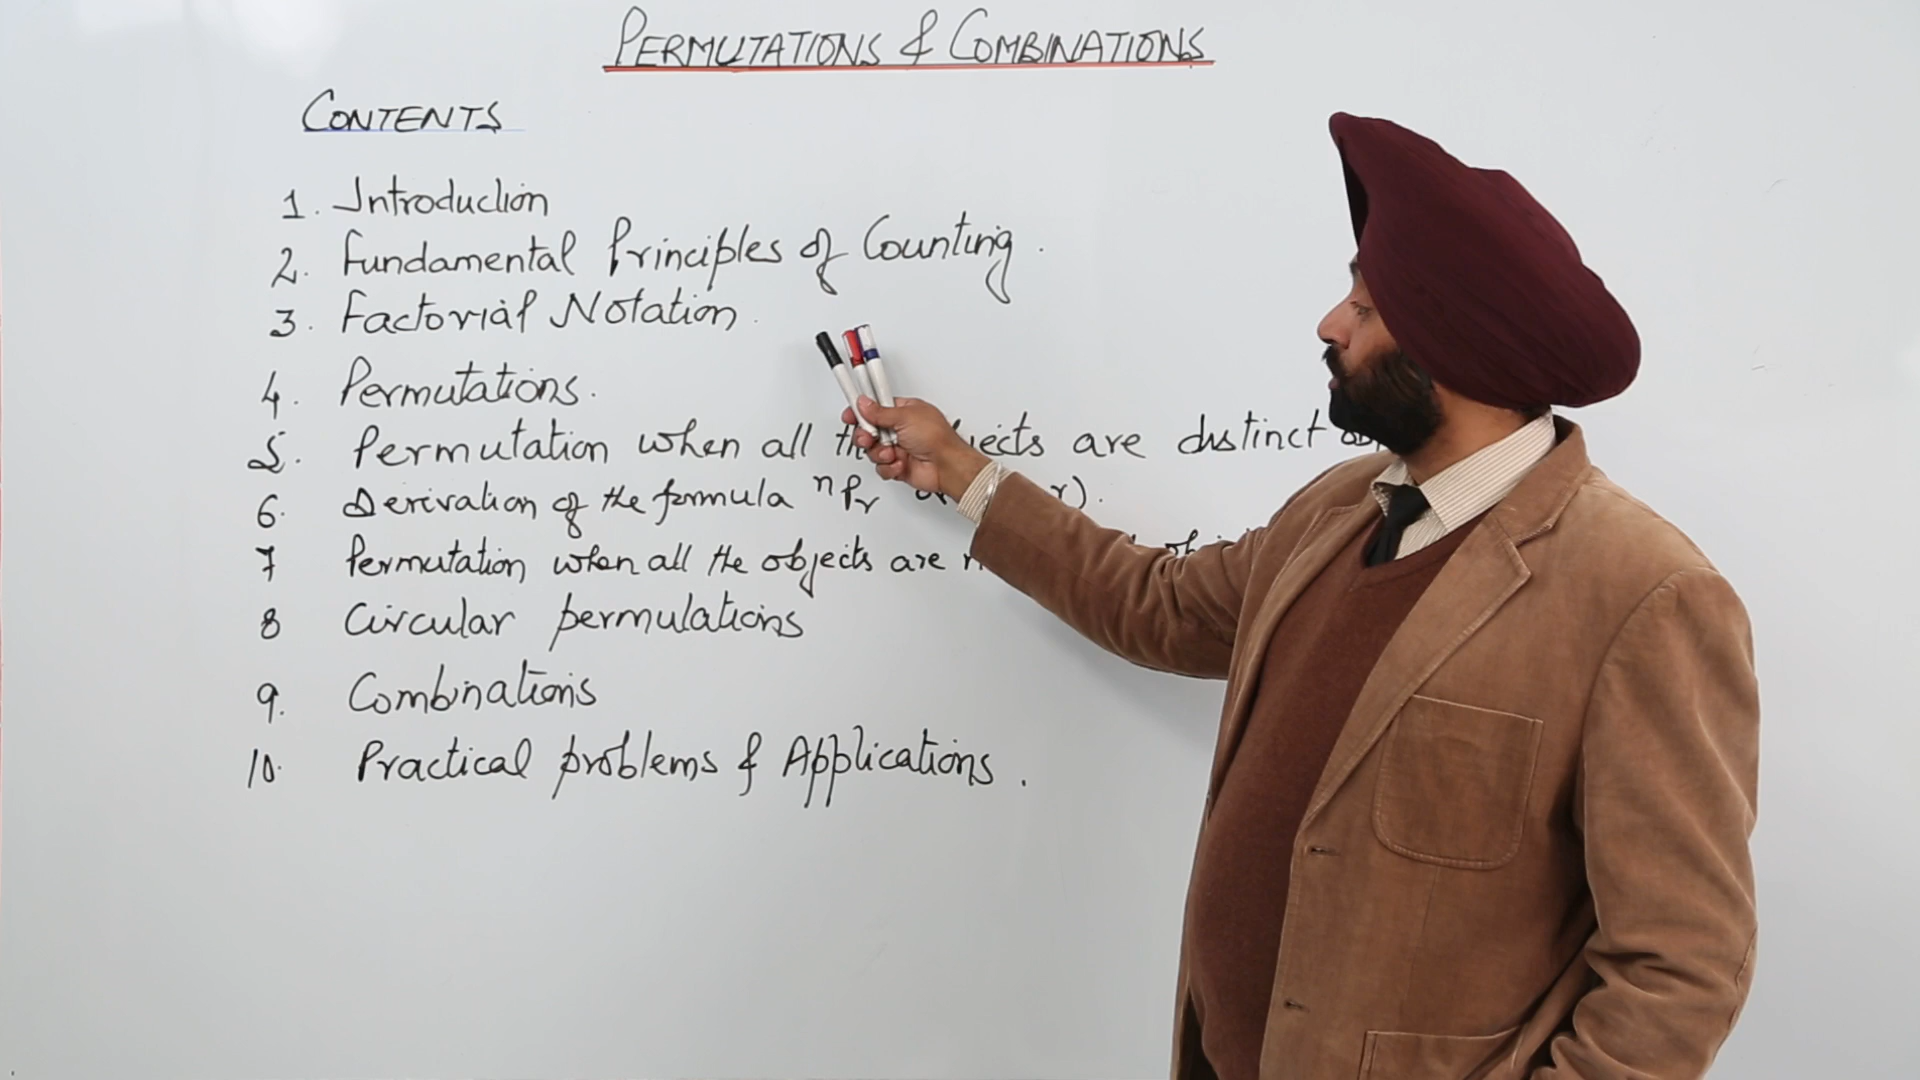 PERMUTATIONS & COMBINATIONS
CONTENTS
1. Introduction
2. Fundamental Principles of Counting.
3. Factorial Notation.
4. Permutations.
5. Permutation when all the objects are distinct
6. Derivation of the formula nPr r).
7 Permutation when all the objects are
8 Circular permutations
9. Combinations
10. Practical problems & Applications.